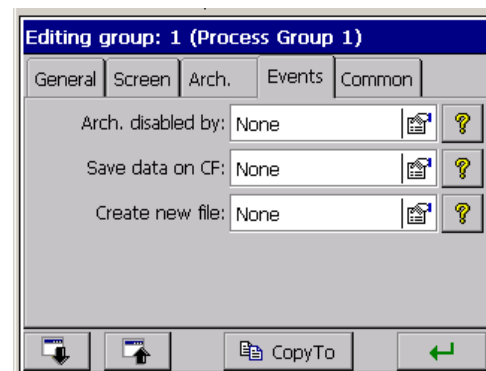 Editing group: 1 (Process Group 1)
General Screen Arch. Events Common
Arch. disabled by: None ?
Save data on CF: None ?
Create new file: None ?
CopyTo